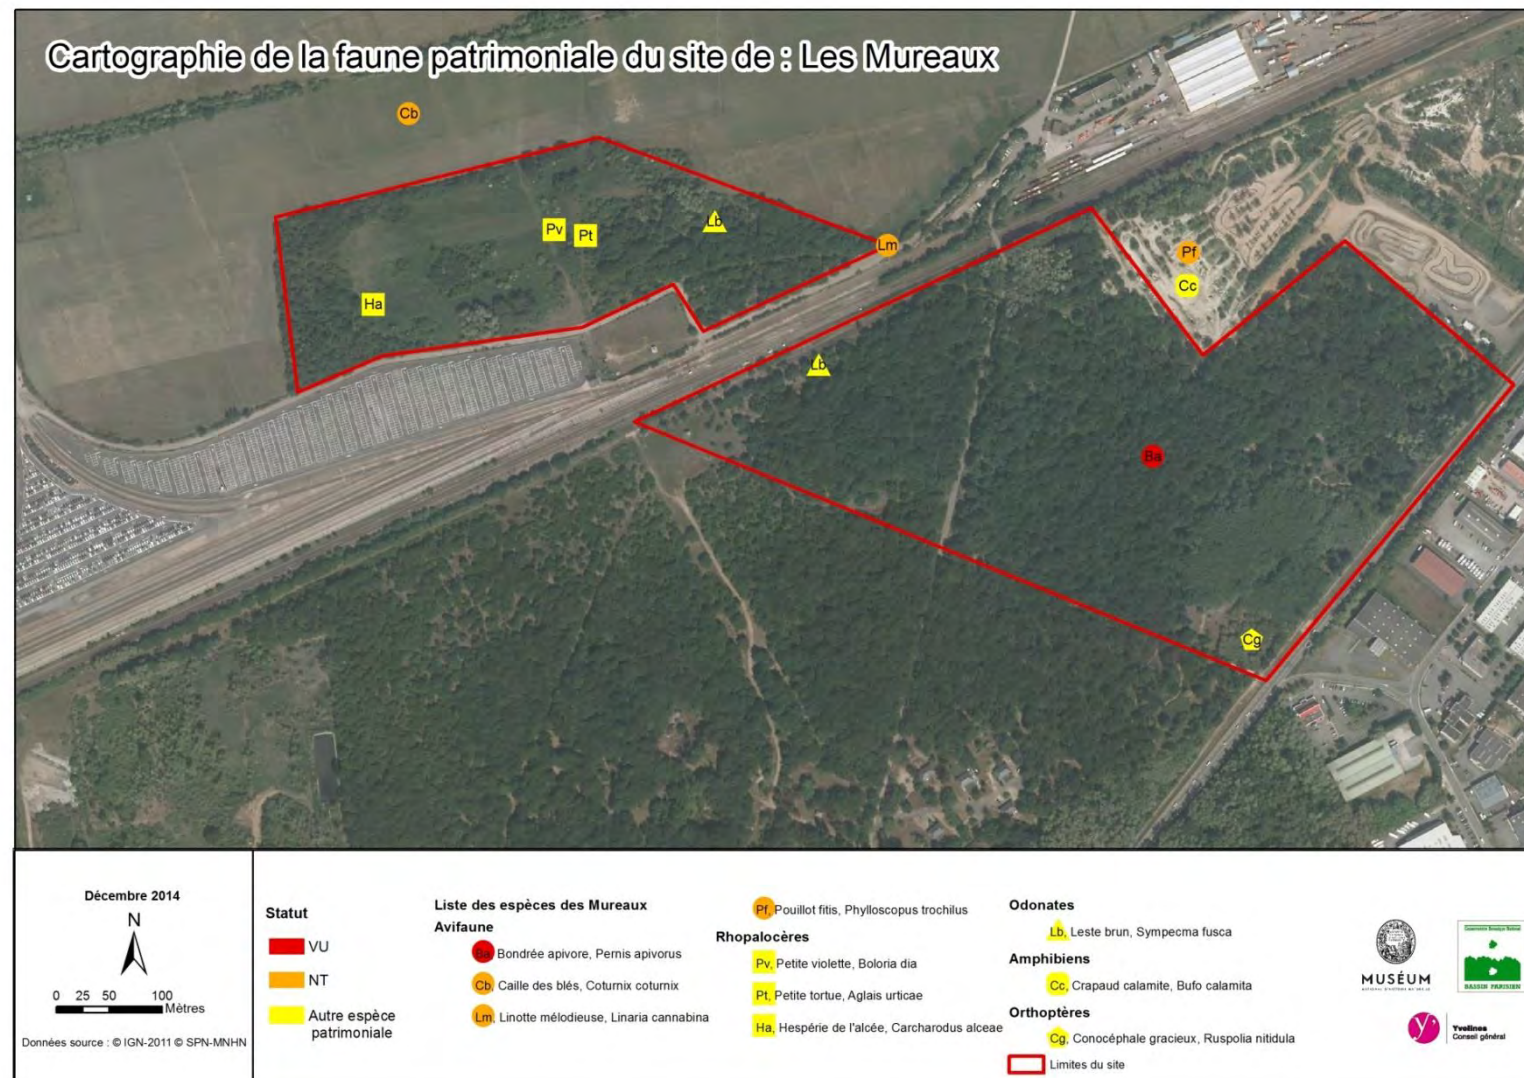 Cartographie de la faune patrimoniale du site de : Les Mureaux
Cb
Pv
Pt
Lb
Lm
Pf
Cc
Ha
Lb
Ba
Cg
Décembre 2014
N
0 25 50 100
Mètres
Données source : © IGN-2011 © SPN-MNHN
Statut
VU
NT
Autre espèce
patrimoniale
Liste des espèces des Mureaux
Avifaune
Ba, Bondrée apivore, Pernis apivorus
Cb, Caille des blés, Coturnix coturnix
Lm, Linotte mélodieuse, Linaria cannabina
Pf, Pouillot fitis, Phylloscopus trochilus
Rhopalocères
Pv, Petite violette, Boloria dia
Pt, Petite tortue, Aglais urticae
Ha, Hespérie de l'alcée, Carcharodus alceae
Odonates
Lb, Leste brun, Sympecma fusca
Amphibiens
Cc, Crapaud calamite, Bufo calamita
Orthoptères
Cg, Conocéphale gracieux, Ruspolia nitidula
Limites du site
MUSÉUM
BASSIN PARISIEN
Yvelines
Conseil général